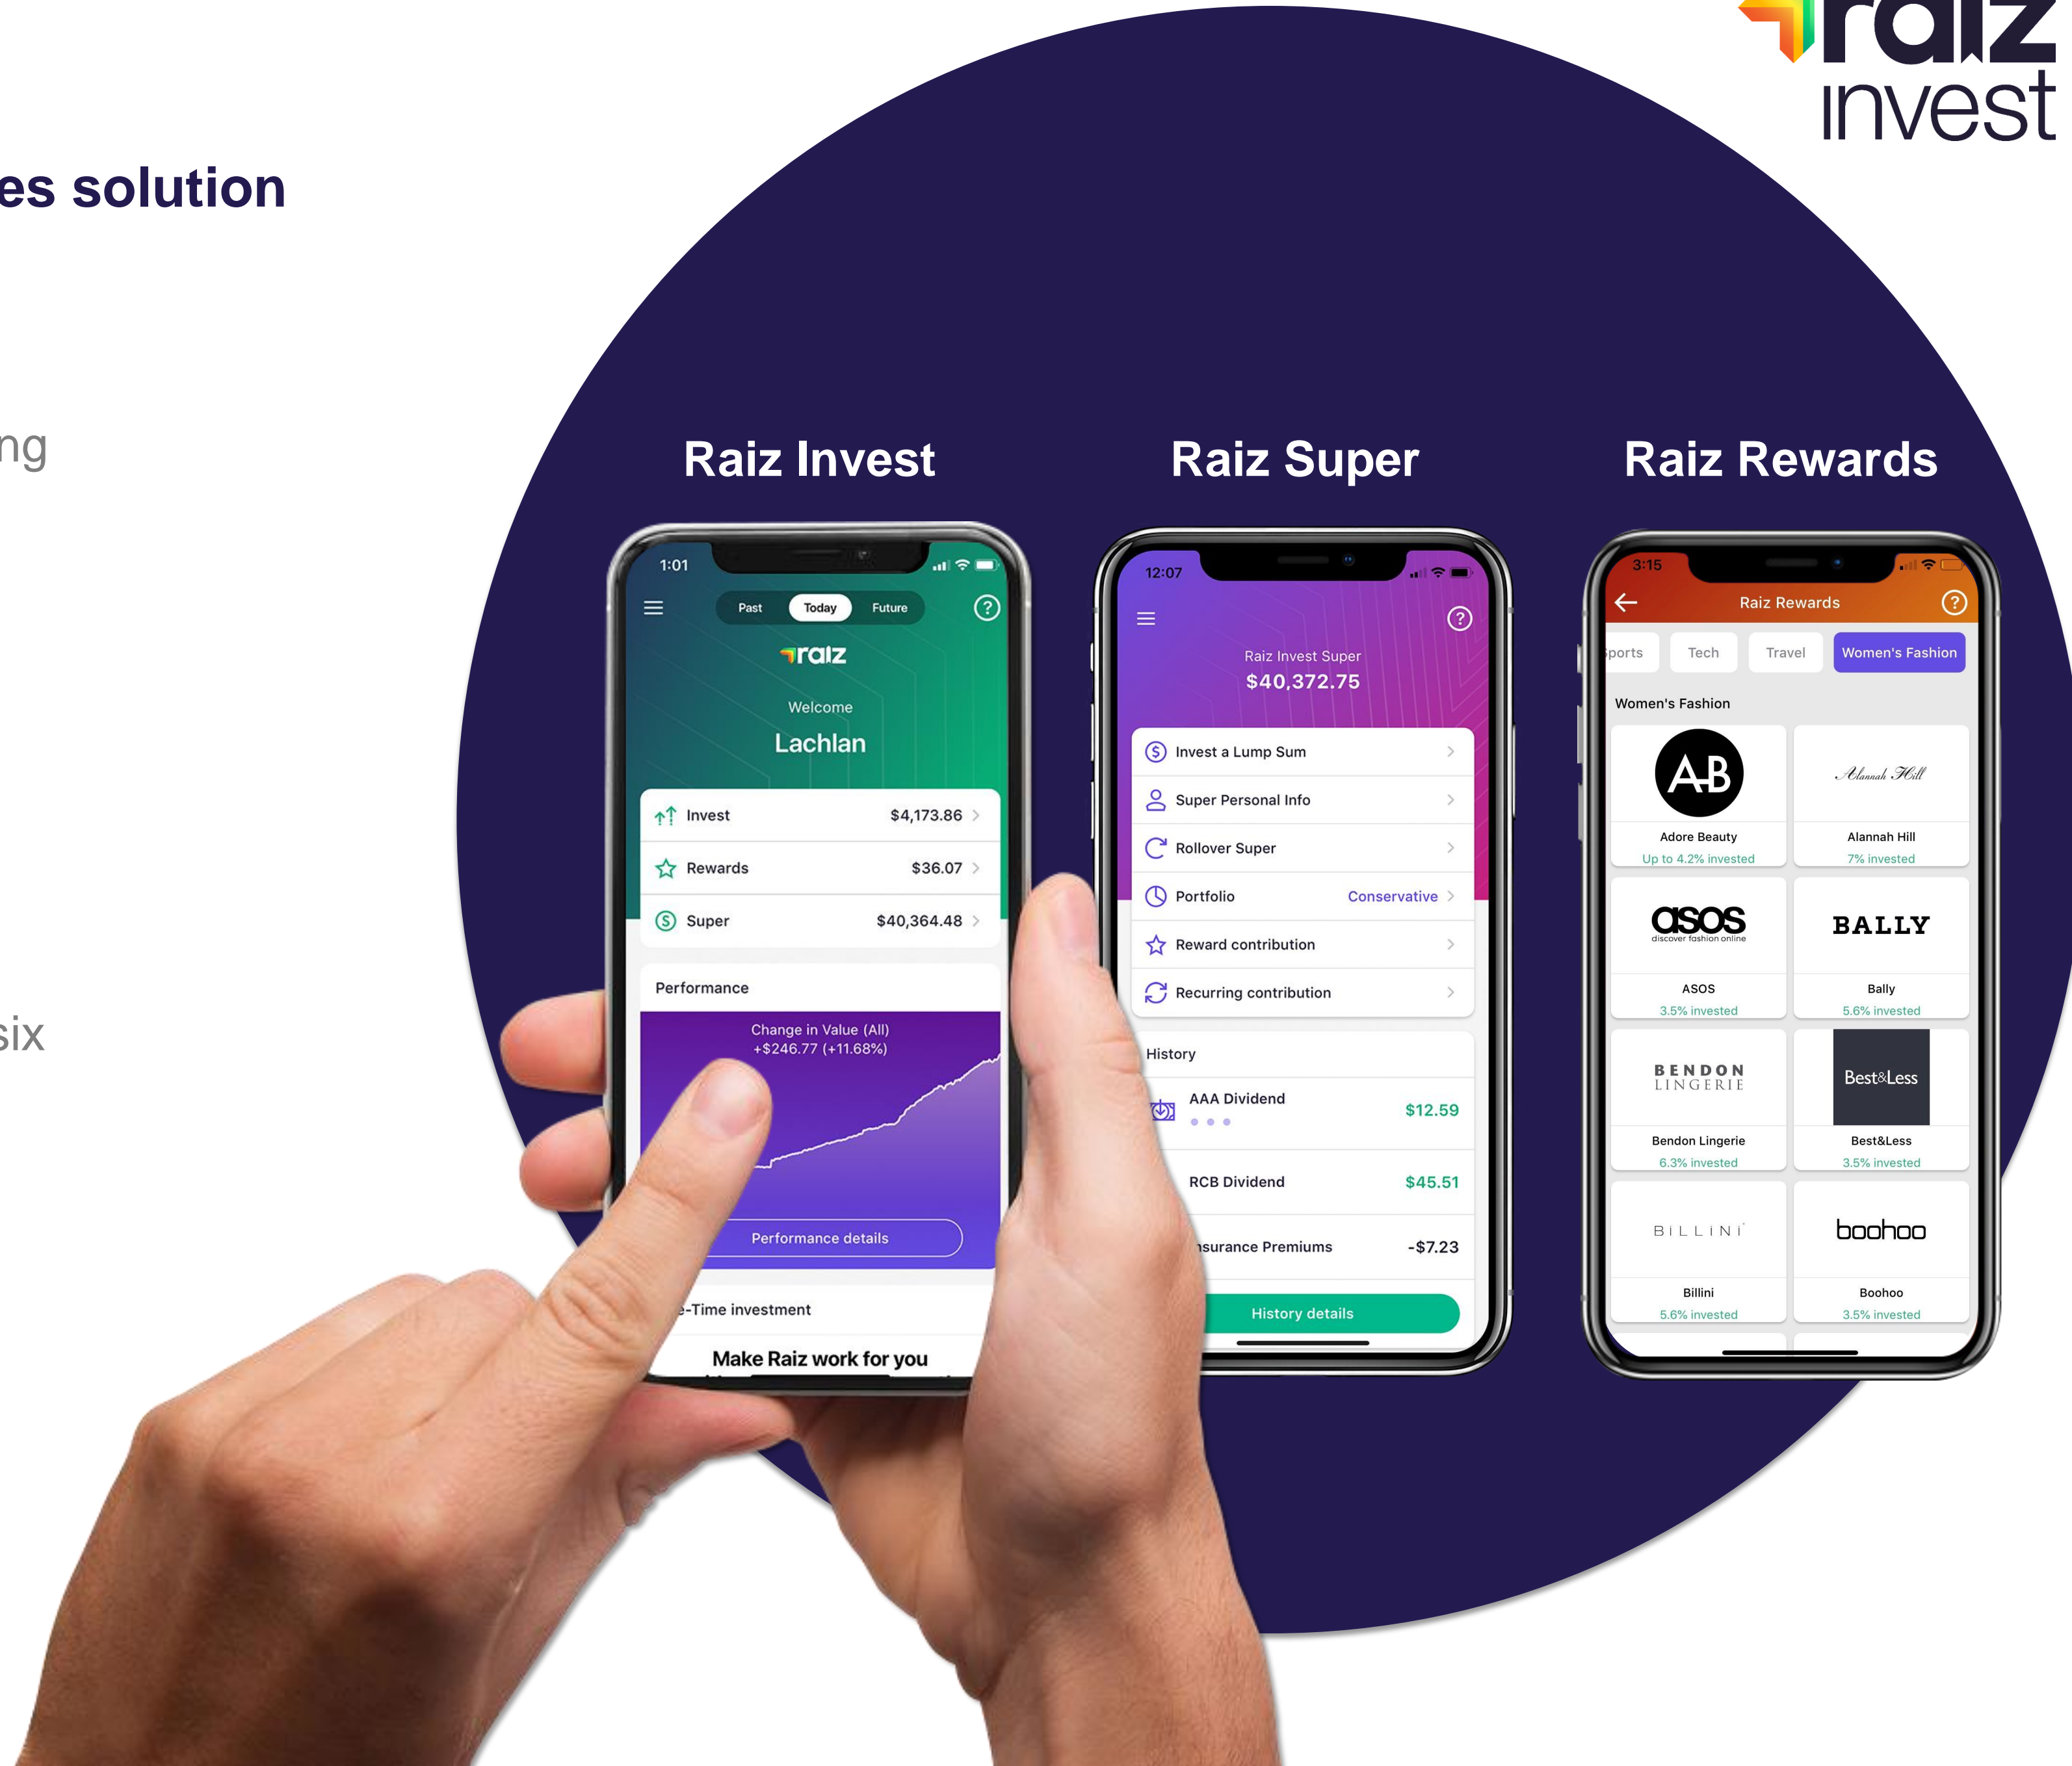 raiz
invest
es solution
ng
six
Raiz Invest
Raiz Super
Raiz Rewards
1:01
Past Today Future
raiz
Welcome
Lachlan
Invest $4,173.86
Rewards $36.07
Super $40,364.48
Performance
Change in Value (All)
+$246.77 (+11.68%)
Performance details
e-Time investment
Make Raiz work for you
12:07
Raiz Invest Super
$40,372.75
Invest a Lump Sum
Super Personal Info
Rollover Super
Portfolio Conservative
Reward contribution
Recurring contribution
History
AAA Dividend $12.59
RCB Dividend $45.51
nsurance Premiums -$7.23
History details
3:15
Raiz Rewards
Sports Tech Travel Women's Fashion
Women's Fashion
AB Alannah Hill
Adore Beauty Alannah Hill
Up to 4.2% invested 7% invested
asos BALLY
discover fashion online
ASOS Bally
3.5% invested 5.6% invested
BENDON Best&Less
LINGERIE
Bendon Lingerie Best&Less
6.3% invested 3.5% invested
BiLLiNi boohoo
Billini Boohoo
5.6% invested 3.5% invested